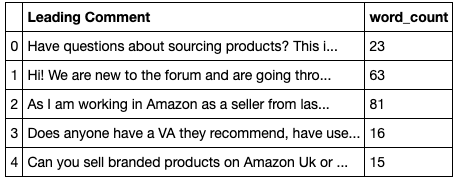 Leading Comment word_count
0 Have questions about sourcing products? This i... 23
1 Hi! We are new to the forum and are going thro... 63
2 As I am working in Amazon as a seller from las... 81
3 Does anyone have a VA they recommend, have use... 16
4 Can you sell branded products on Amazon Uk or ... 15